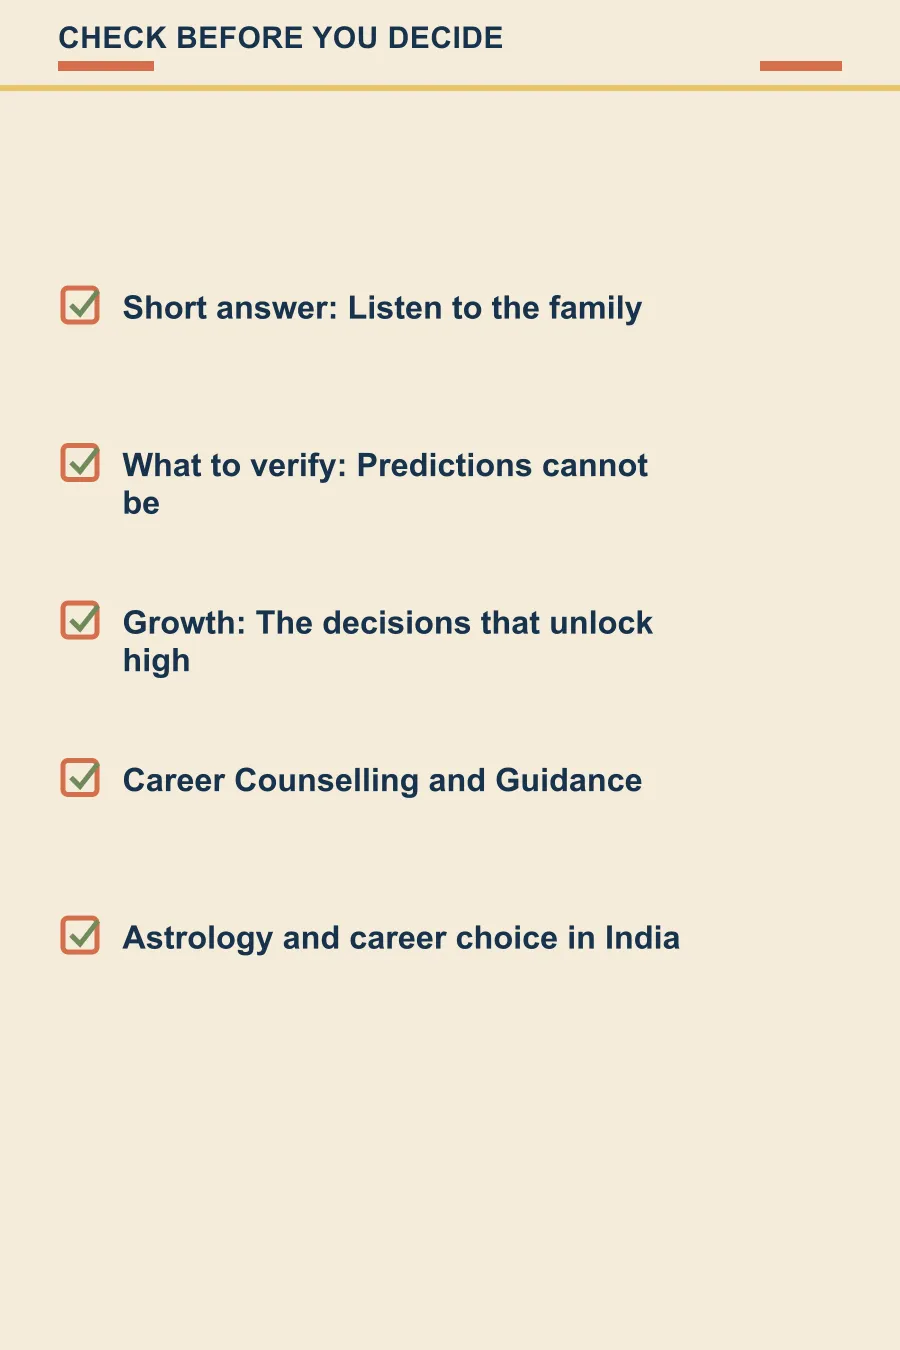 CHECK BEFORE YOU DECIDE
Short answer: Listen to the family
What to verify: Predictions cannot
be
Growth: The decisions that unlock
high
Career Counselling and Guidance
Astrology and career choice in India